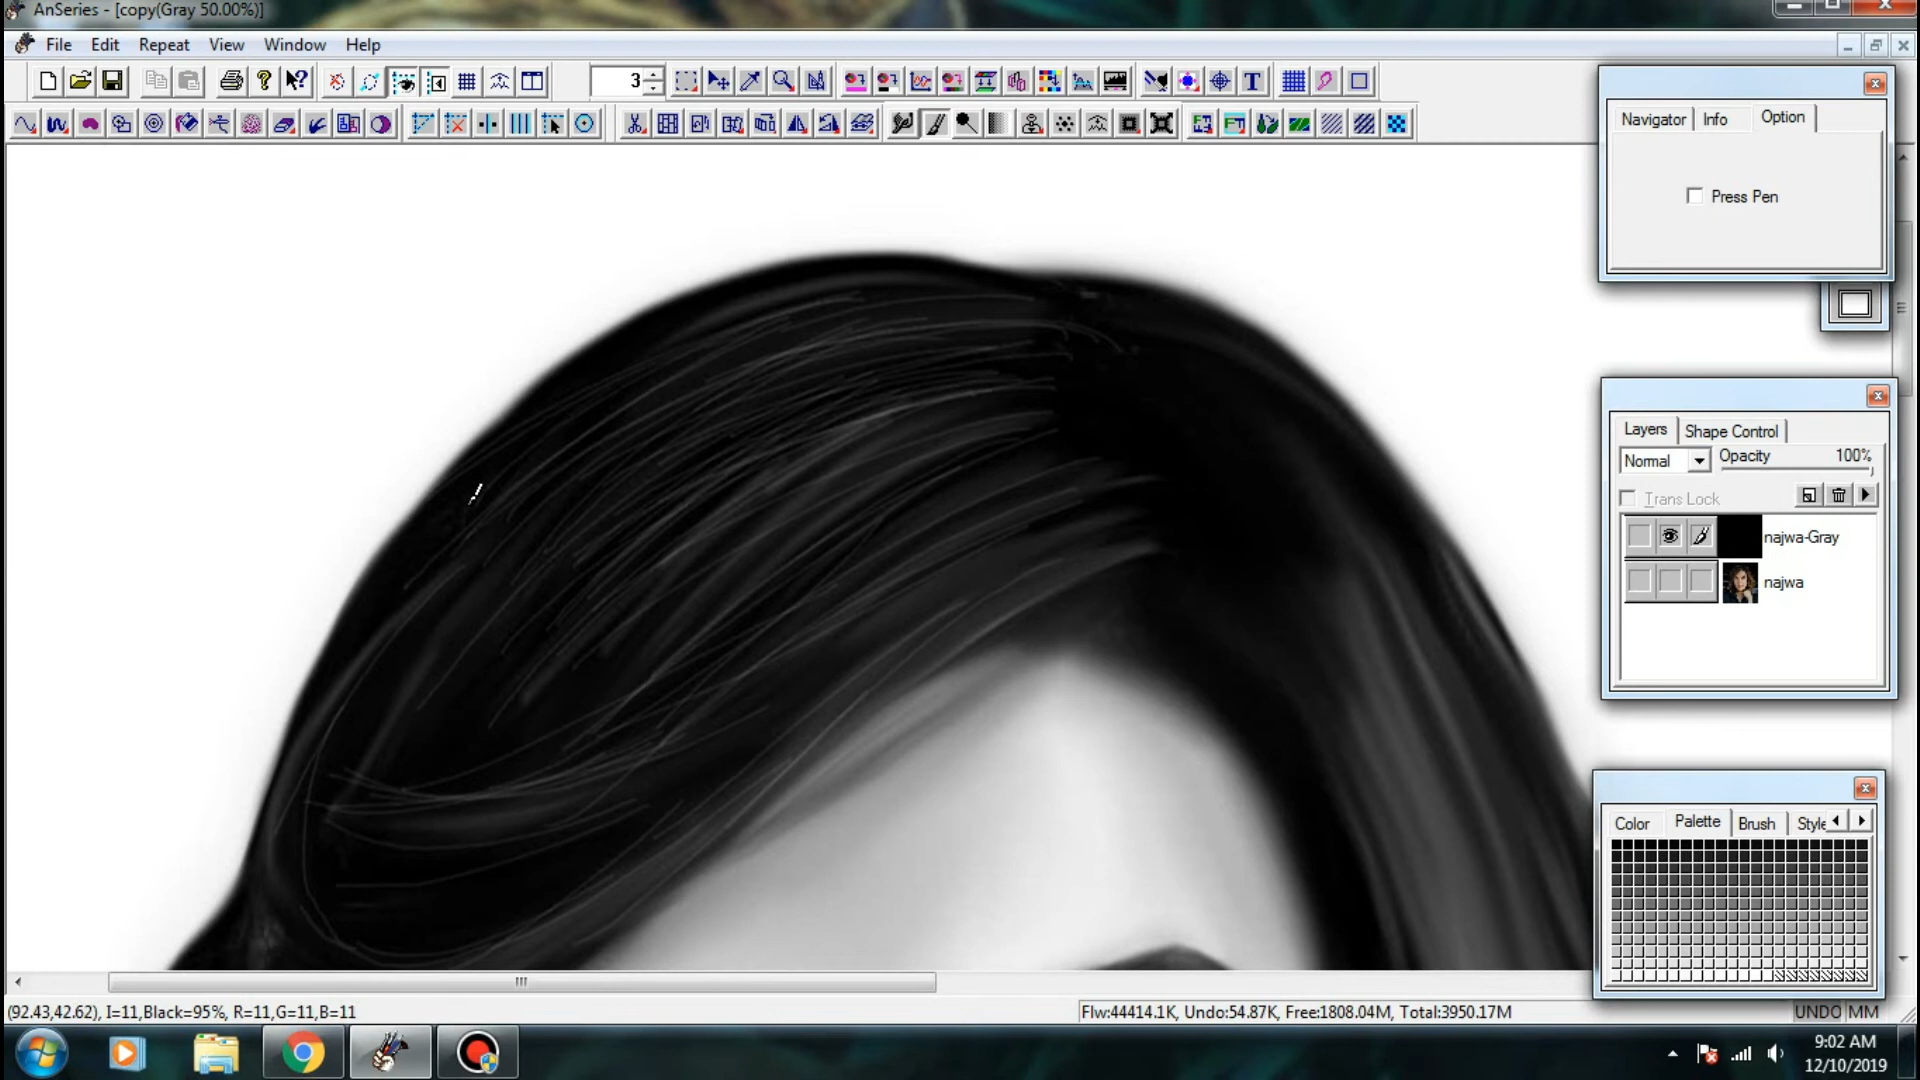 AnSeries - [copy(Gray 50.00%)]
File Edit Repeat View Window Help
3
Navigator Info Option
Press Pen
Layers Shape Control
Normal Opacity 100%
Trans Lock
najwa-Gray
najwa
Color Palette Brush Style
(92.43,42.62), I=11,Black=95%, R=11,G=11,B=11
Flw:44414.1K, Undo:54.87K, Free:1808.04M, Total:3950.17M
UNDO MM
9:02 AM
12/10/2019